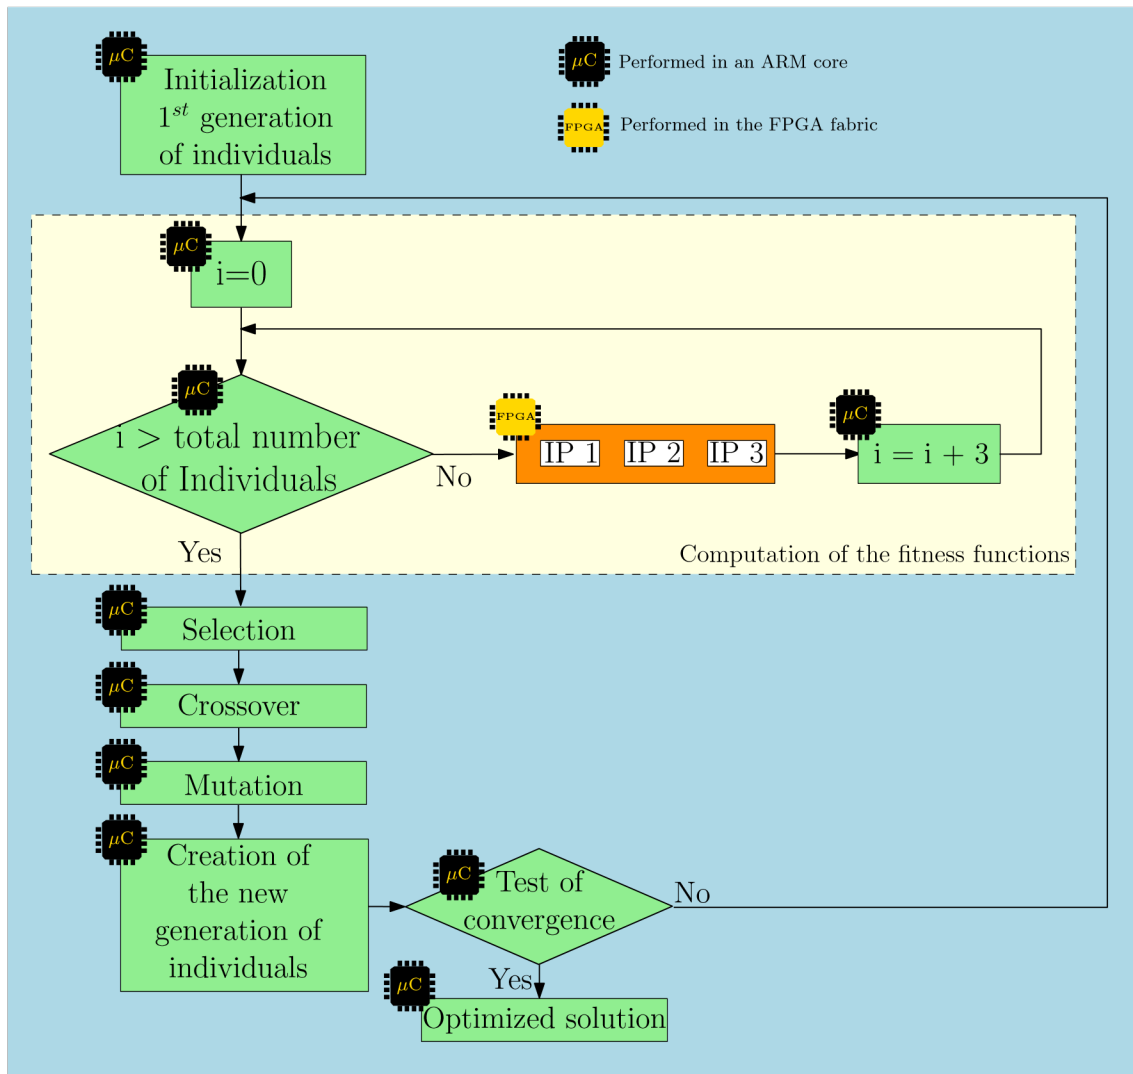 μC
Initialization
1st generation
of individuals
μC
Performed in an ARM core
FPGA
Performed in the FPGA fabric
μC
i=0
μC
i > total number
of Individuals
No
FPGA
IP 1 IP 2 IP 3
μC
i = i + 3
Yes
Computation of the fitness functions
μC
Selection
μC
Crossover
μC
Mutation
μC
Creation of
the new
generation of
individuals
μC
Test of
convergence
No
Yes
μC
Optimized solution